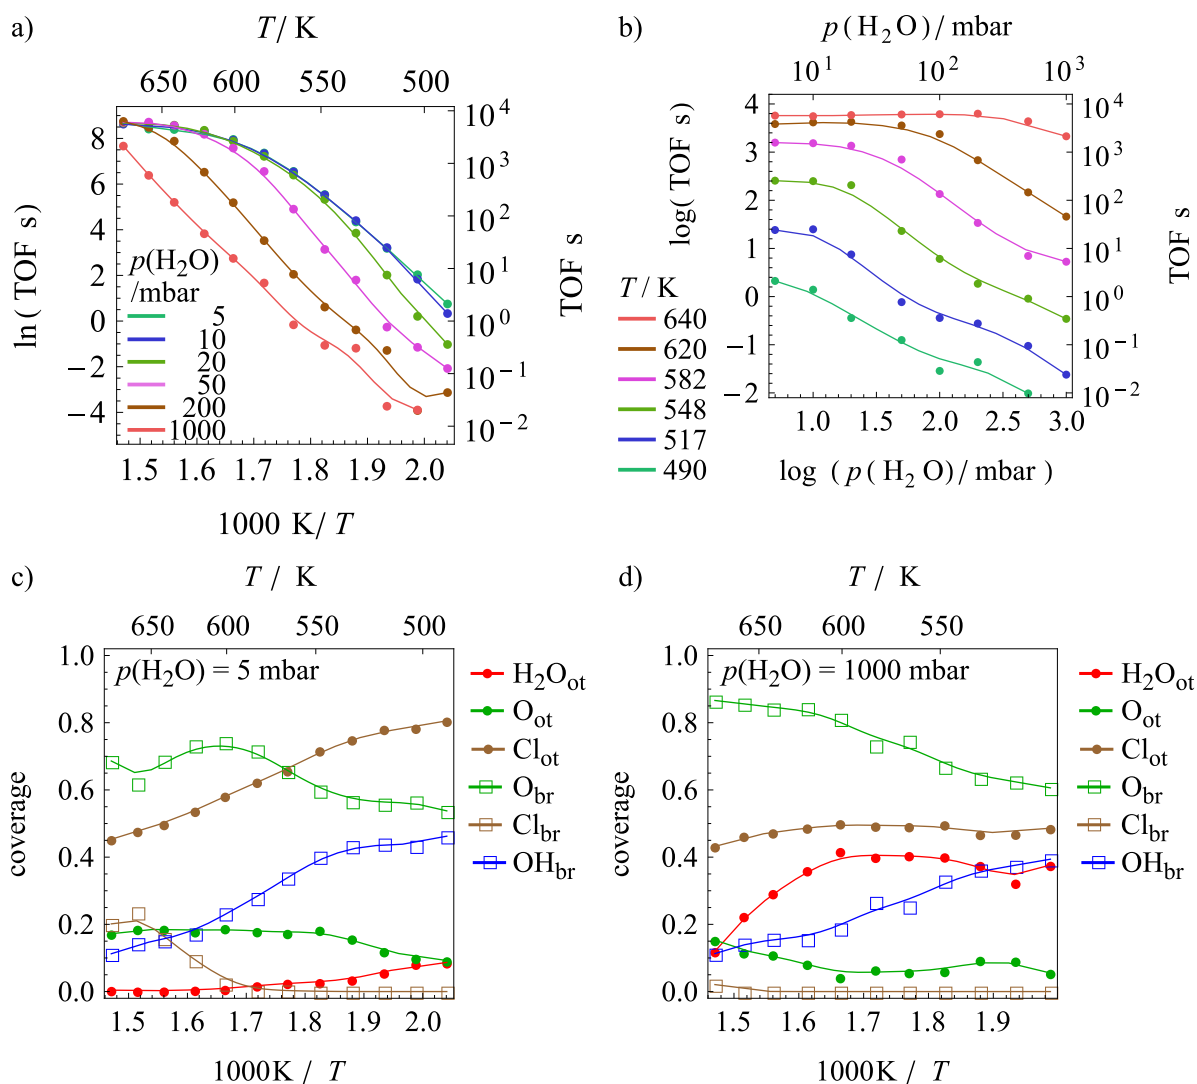 a)
T / K
650 600 550 500
ln( TOF s)
8
6
4
2
0
−2
−4
10^4
10^3
10^2
10^1
10^0
10^-1
10^-2
TOF s
p(H2O)
/mbar
5
10
20
50
200
1000
1.5 1.6 1.7 1.8 1.9 2.0
1000 K/ T
b)
p(H2O)/mbar
10^1 10^2 10^3
log( TOF s)
4
3
2
1
0
−1
−2
10^4
10^3
10^2
10^1
10^0
10^-1
10^-2
TOF s
T / K
640
620
582
548
517
490
1.0 1.5 2.0 2.5 3.0
log (p(H2O)/mbar)
c)
T / K
650 600 550 500
p(H2O) = 5 mbar
coverage
1.0
0.8
0.6
0.4
0.2
0.0
H2Oot
Oot
Clot
Obr
Clbr
OHbr
1.5 1.6 1.7 1.8 1.9 2.0
1000K / T
d)
T / K
650 600 550
p(H2O) = 1000 mbar
coverage
1.0
0.8
0.6
0.4
0.2
0.0
H2Oot
Oot
Clot
Obr
Clbr
OHbr
1.5 1.6 1.7 1.8 1.9
1000K / T